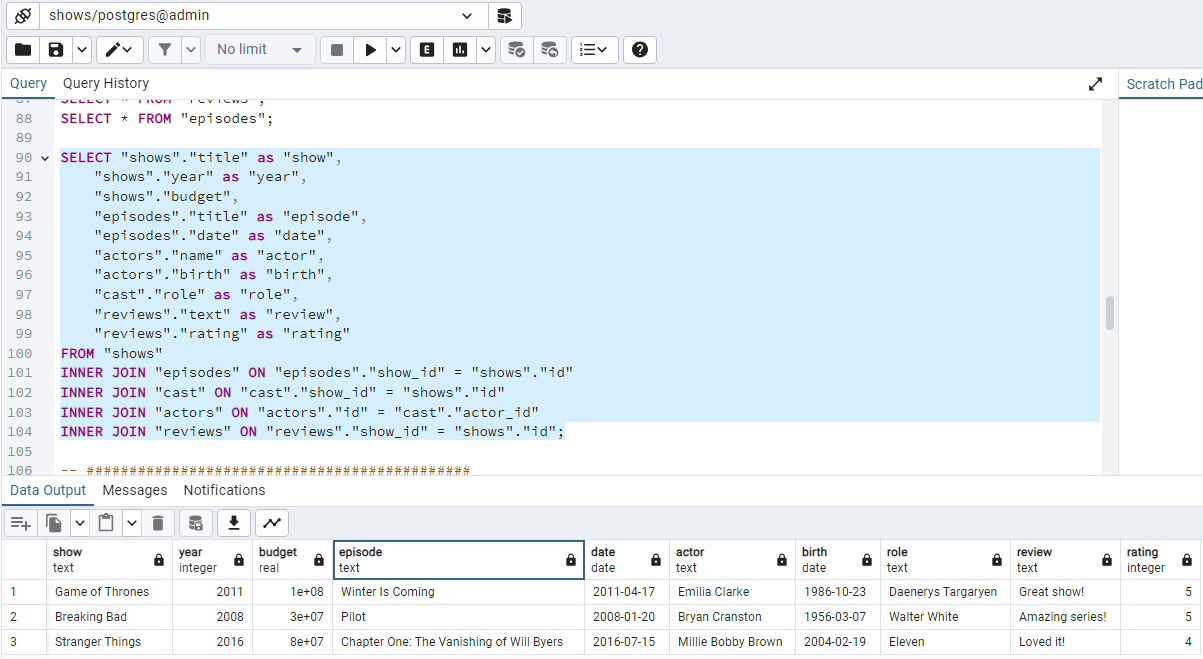 shows/postgres@admin
No limit
E
Query Query History Scratch Pad
87 SELECT * FROM "reviews";
88 SELECT * FROM "episodes";
89
90 SELECT "shows"."title" as "show",
91 "shows"."year" as "year",
92 "shows"."budget",
93 "episodes"."title" as "episode",
94 "episodes"."date" as "date",
95 "actors"."name" as "actor",
96 "actors"."birth" as "birth",
97 "cast"."role" as "role",
98 "reviews"."text" as "review",
99 "reviews"."rating" as "rating"
100 FROM "shows"
101 INNER JOIN "episodes" ON "episodes"."show_id" = "shows"."id"
102 INNER JOIN "cast" ON "cast"."show_id" = "shows"."id"
103 INNER JOIN "actors" ON "actors"."id" = "cast"."actor_id"
104 INNER JOIN "reviews" ON "reviews"."show_id" = "shows"."id";
105
106 -- #############################################
Data Output Messages Notifications
show year budget episode date actor birth role review rating
text integer real text date text date text text integer
1 Game of Thrones 2011 1e+08 Winter Is Coming 2011-04-17 Emilia Clarke 1986-10-23 Daenerys Targaryen Great show! 5
2 Breaking Bad 2008 3e+07 Pilot 2008-01-20 Bryan Cranston 1956-03-07 Walter White Amazing series! 5
3 Stranger Things 2016 8e+07 Chapter One: The Vanishing of Will Byers 2016-07-15 Millie Bobby Brown 2004-02-19 Eleven Loved it! 4